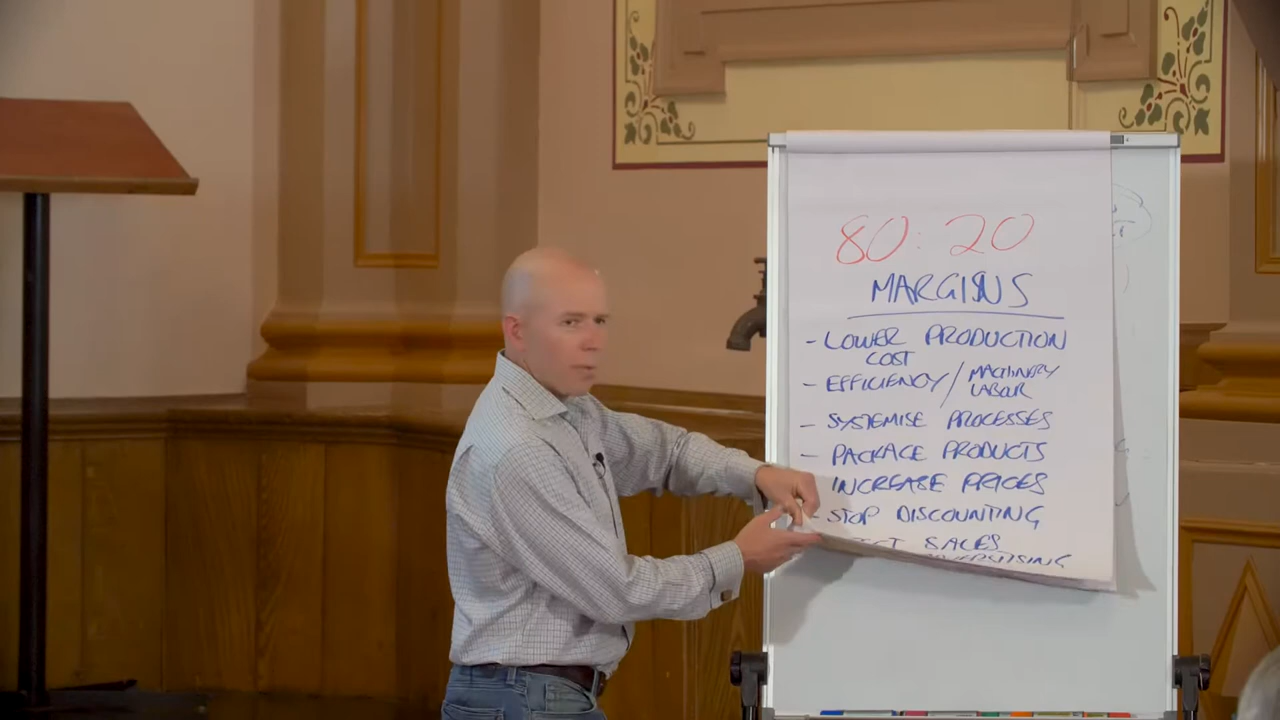 80:20
MARGINS
- LOWER PRODUCTION
COST
- EFFICIENCY / MACHINERY
LABOUR
- SYSTEMISE PROCESSES
- PACKAGE PRODUCTS
INCREASE PRICES
- STOP DISCOUNTING
SALES